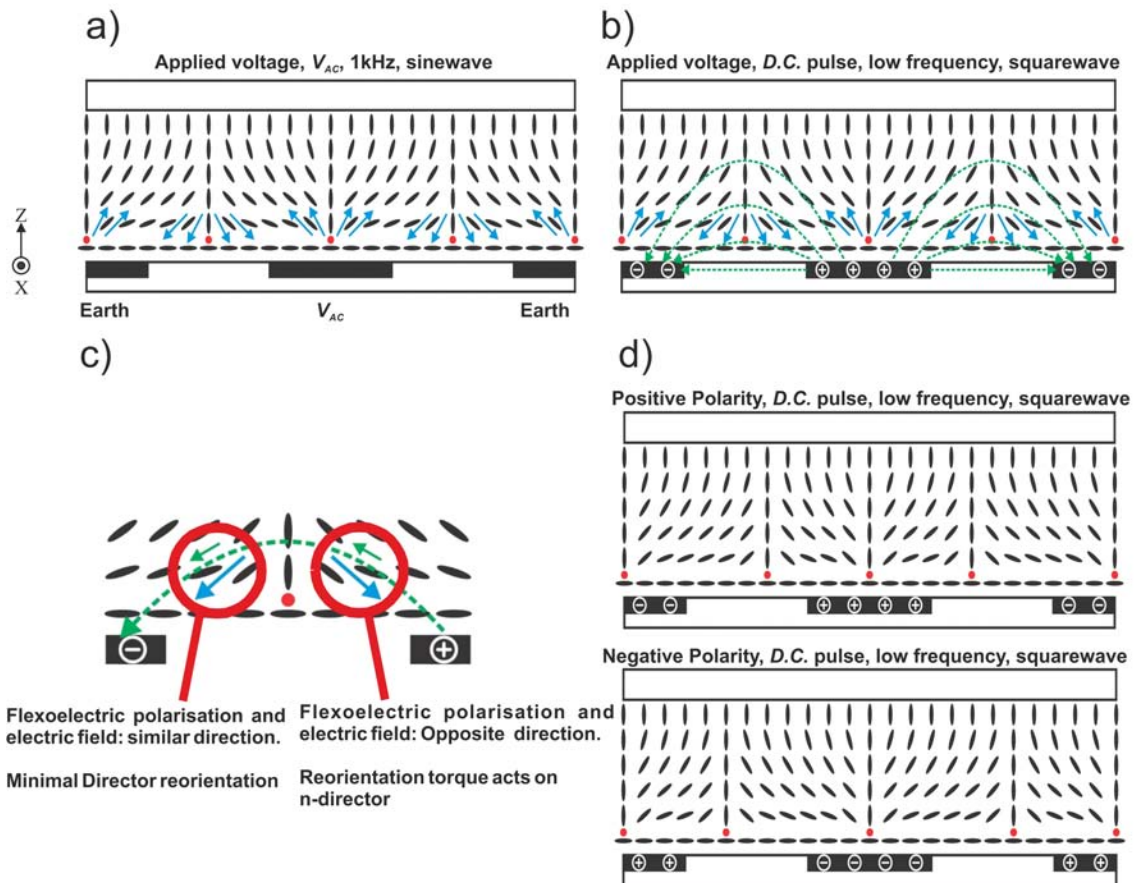 a)
Applied voltage, VAC, 1kHz, sinewave
Z
X
Earth
VAC
Earth
b)
Applied voltage, D.C. pulse, low frequency, squarewave
− −
+ + + +
− −
c)
−
+
Flexoelectric polarisation and
electric field: similar direction.
Minimal Director reorientation
Flexoelectric polarisation and
electric field: Opposite direction.
Reorientation torque acts on
n-director
d)
Positive Polarity, D.C. pulse, low frequency, squarewave
− −
+ + + +
− −
Negative Polarity, D.C. pulse, low frequency, squarewave
+ +
− − − −
+ +